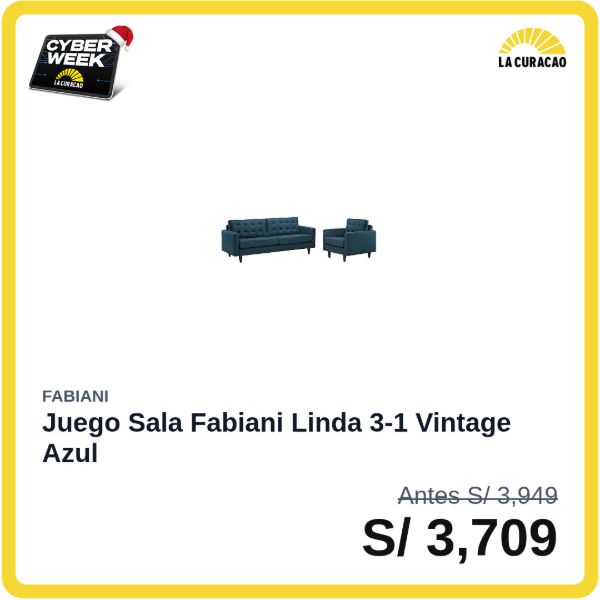 CYBER
WEEK
LA CURACAO
LA CURACAO
FABIANI
Juego Sala Fabiani Linda 3-1 Vintage
Azul
Antes S/ 3,949
S/ 3,709